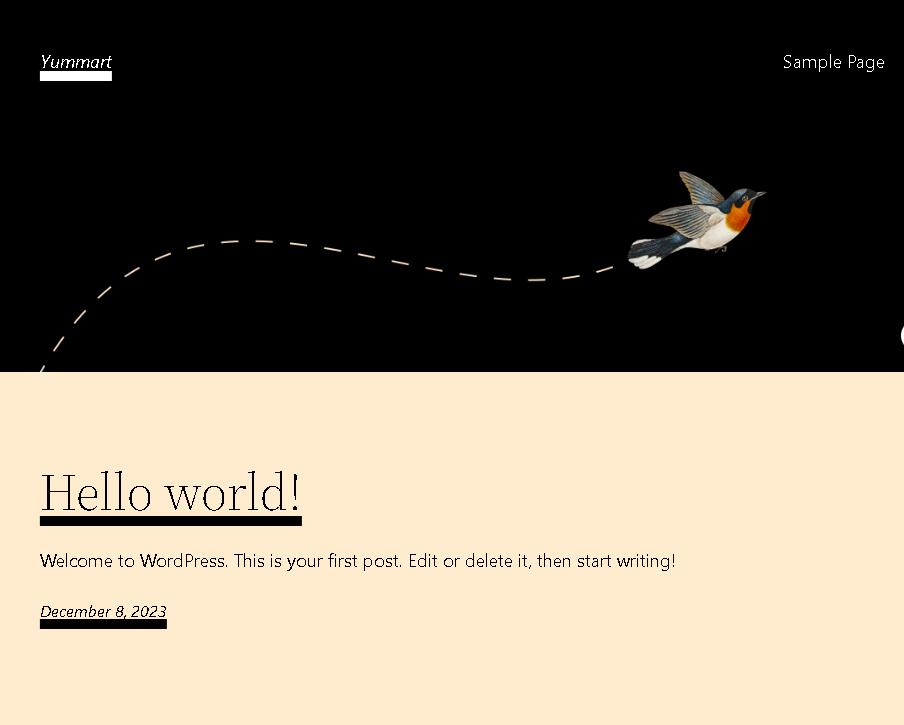 Yummart
Sample Page
Hello world!
Welcome to WordPress. This is your first post. Edit or delete it, then start writing!
December 8, 2023